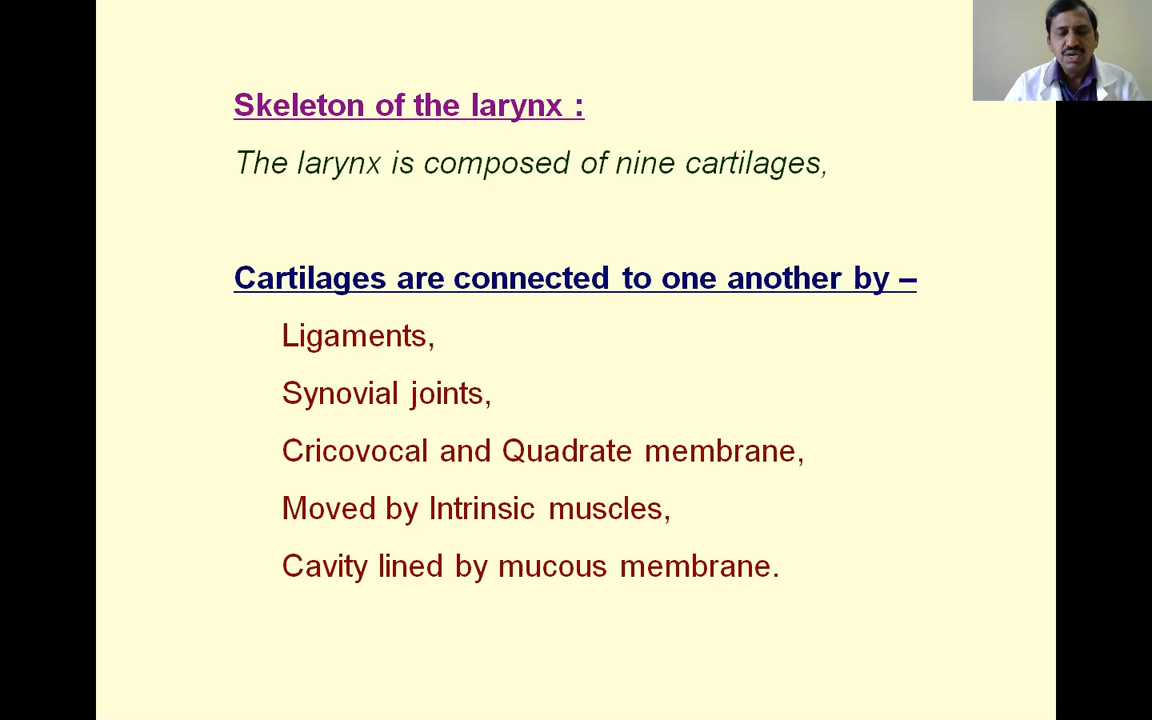 Skeleton of the larynx :
The larynx is composed of nine cartilages,
Cartilages are connected to one another by –
Ligaments,
Synovial joints,
Cricovocal and Quadrate membrane,
Moved by Intrinsic muscles,
Cavity lined by mucous membrane.